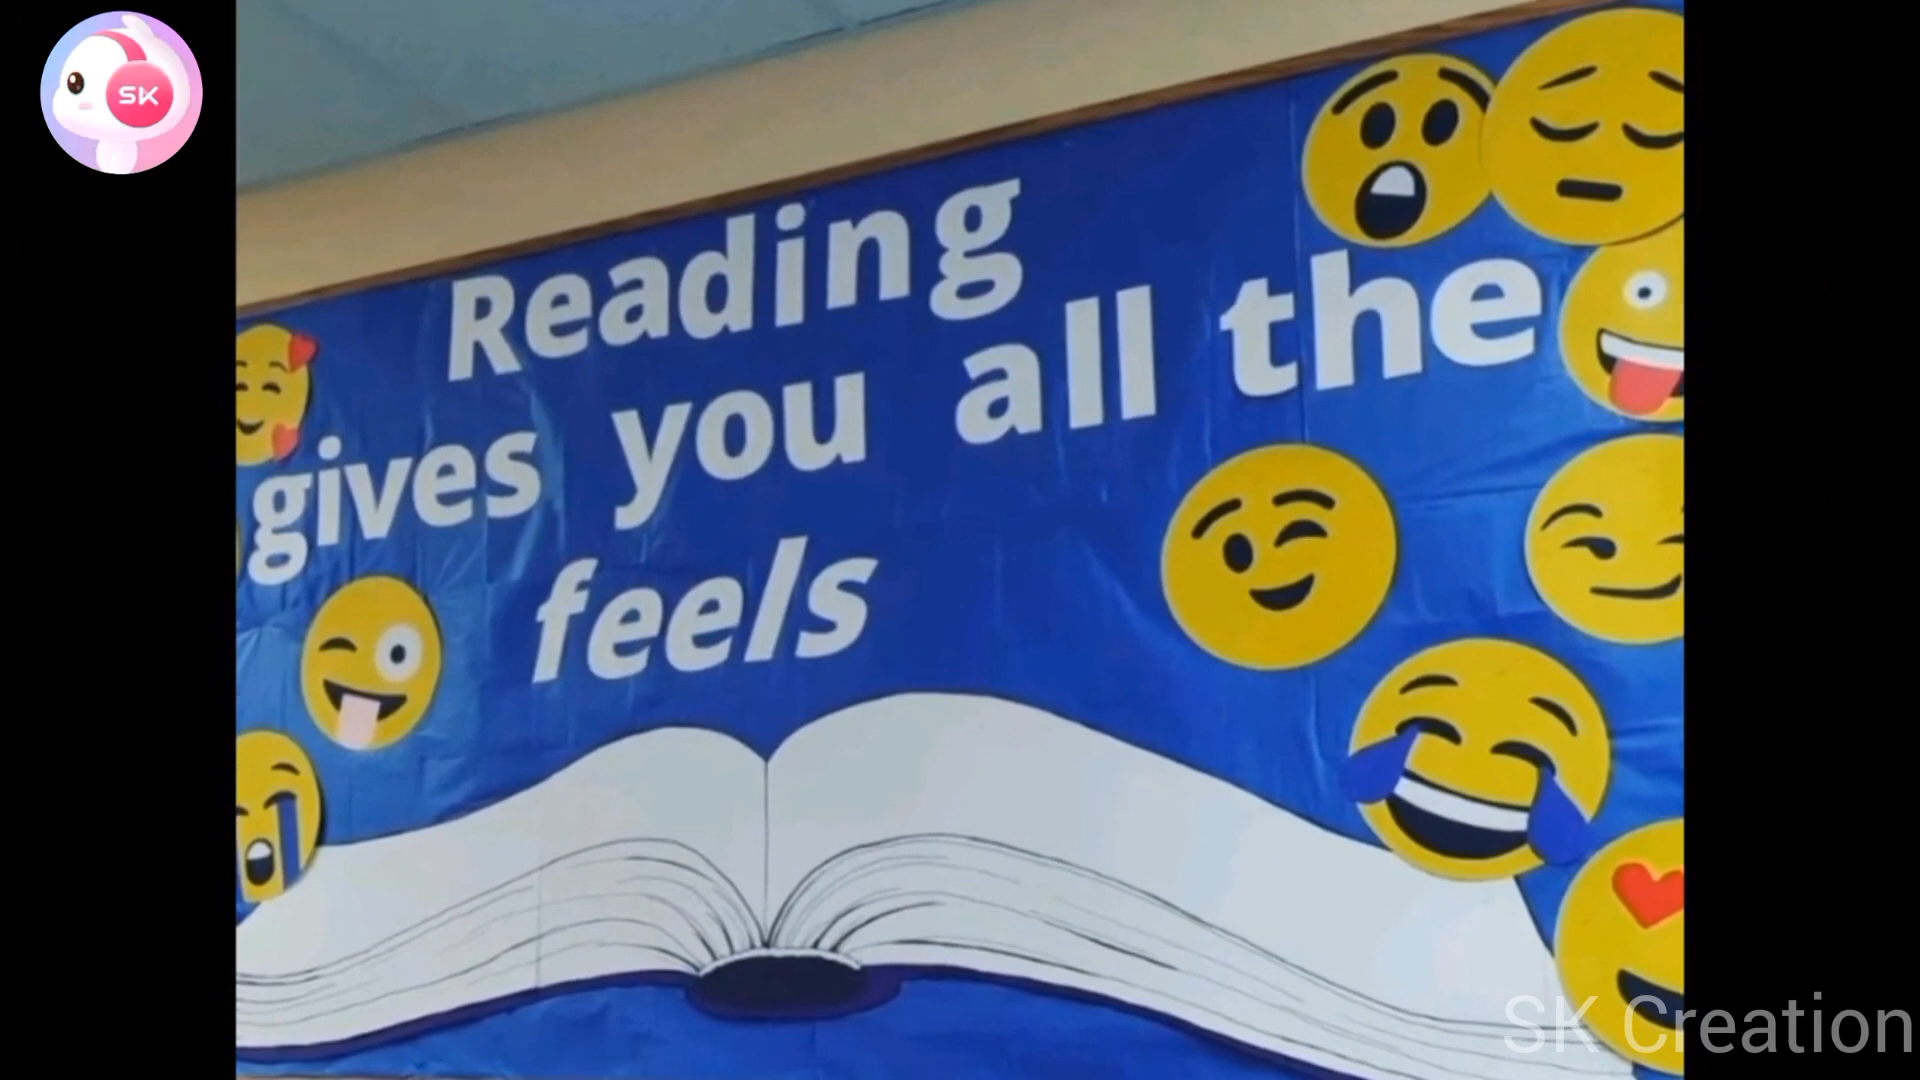 SK
Reading
gives you all the
feels
SK Creation